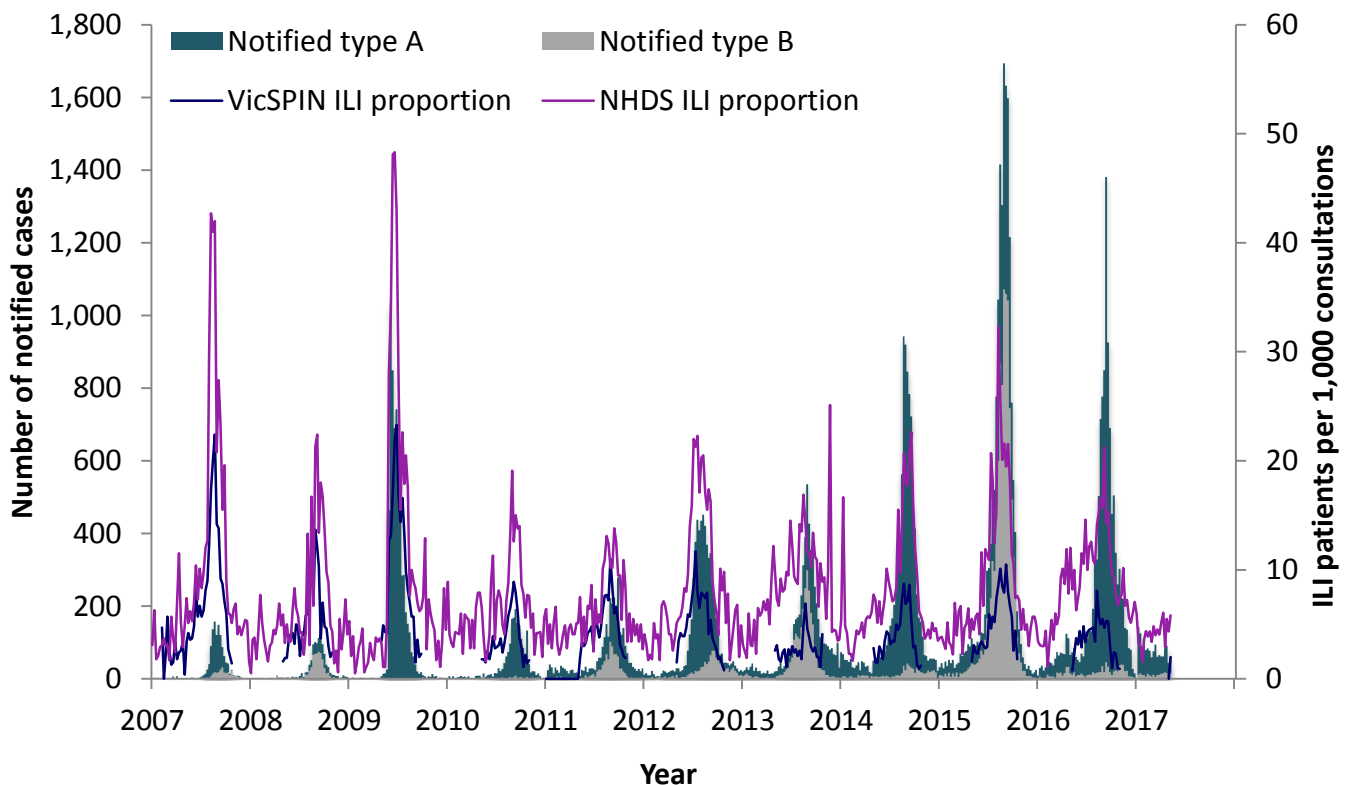 Notified type A
Notified type B
VicSPIN ILI proportion
NHDS ILI proportion
Number of notified cases
1,800
1,600
1,400
1,200
1,000
800
600
400
200
0
ILI patients per 1,000 consultations
60
50
40
30
20
10
0
2007 2008 2009 2010 2011 2012 2013 2014 2015 2016 2017
Year